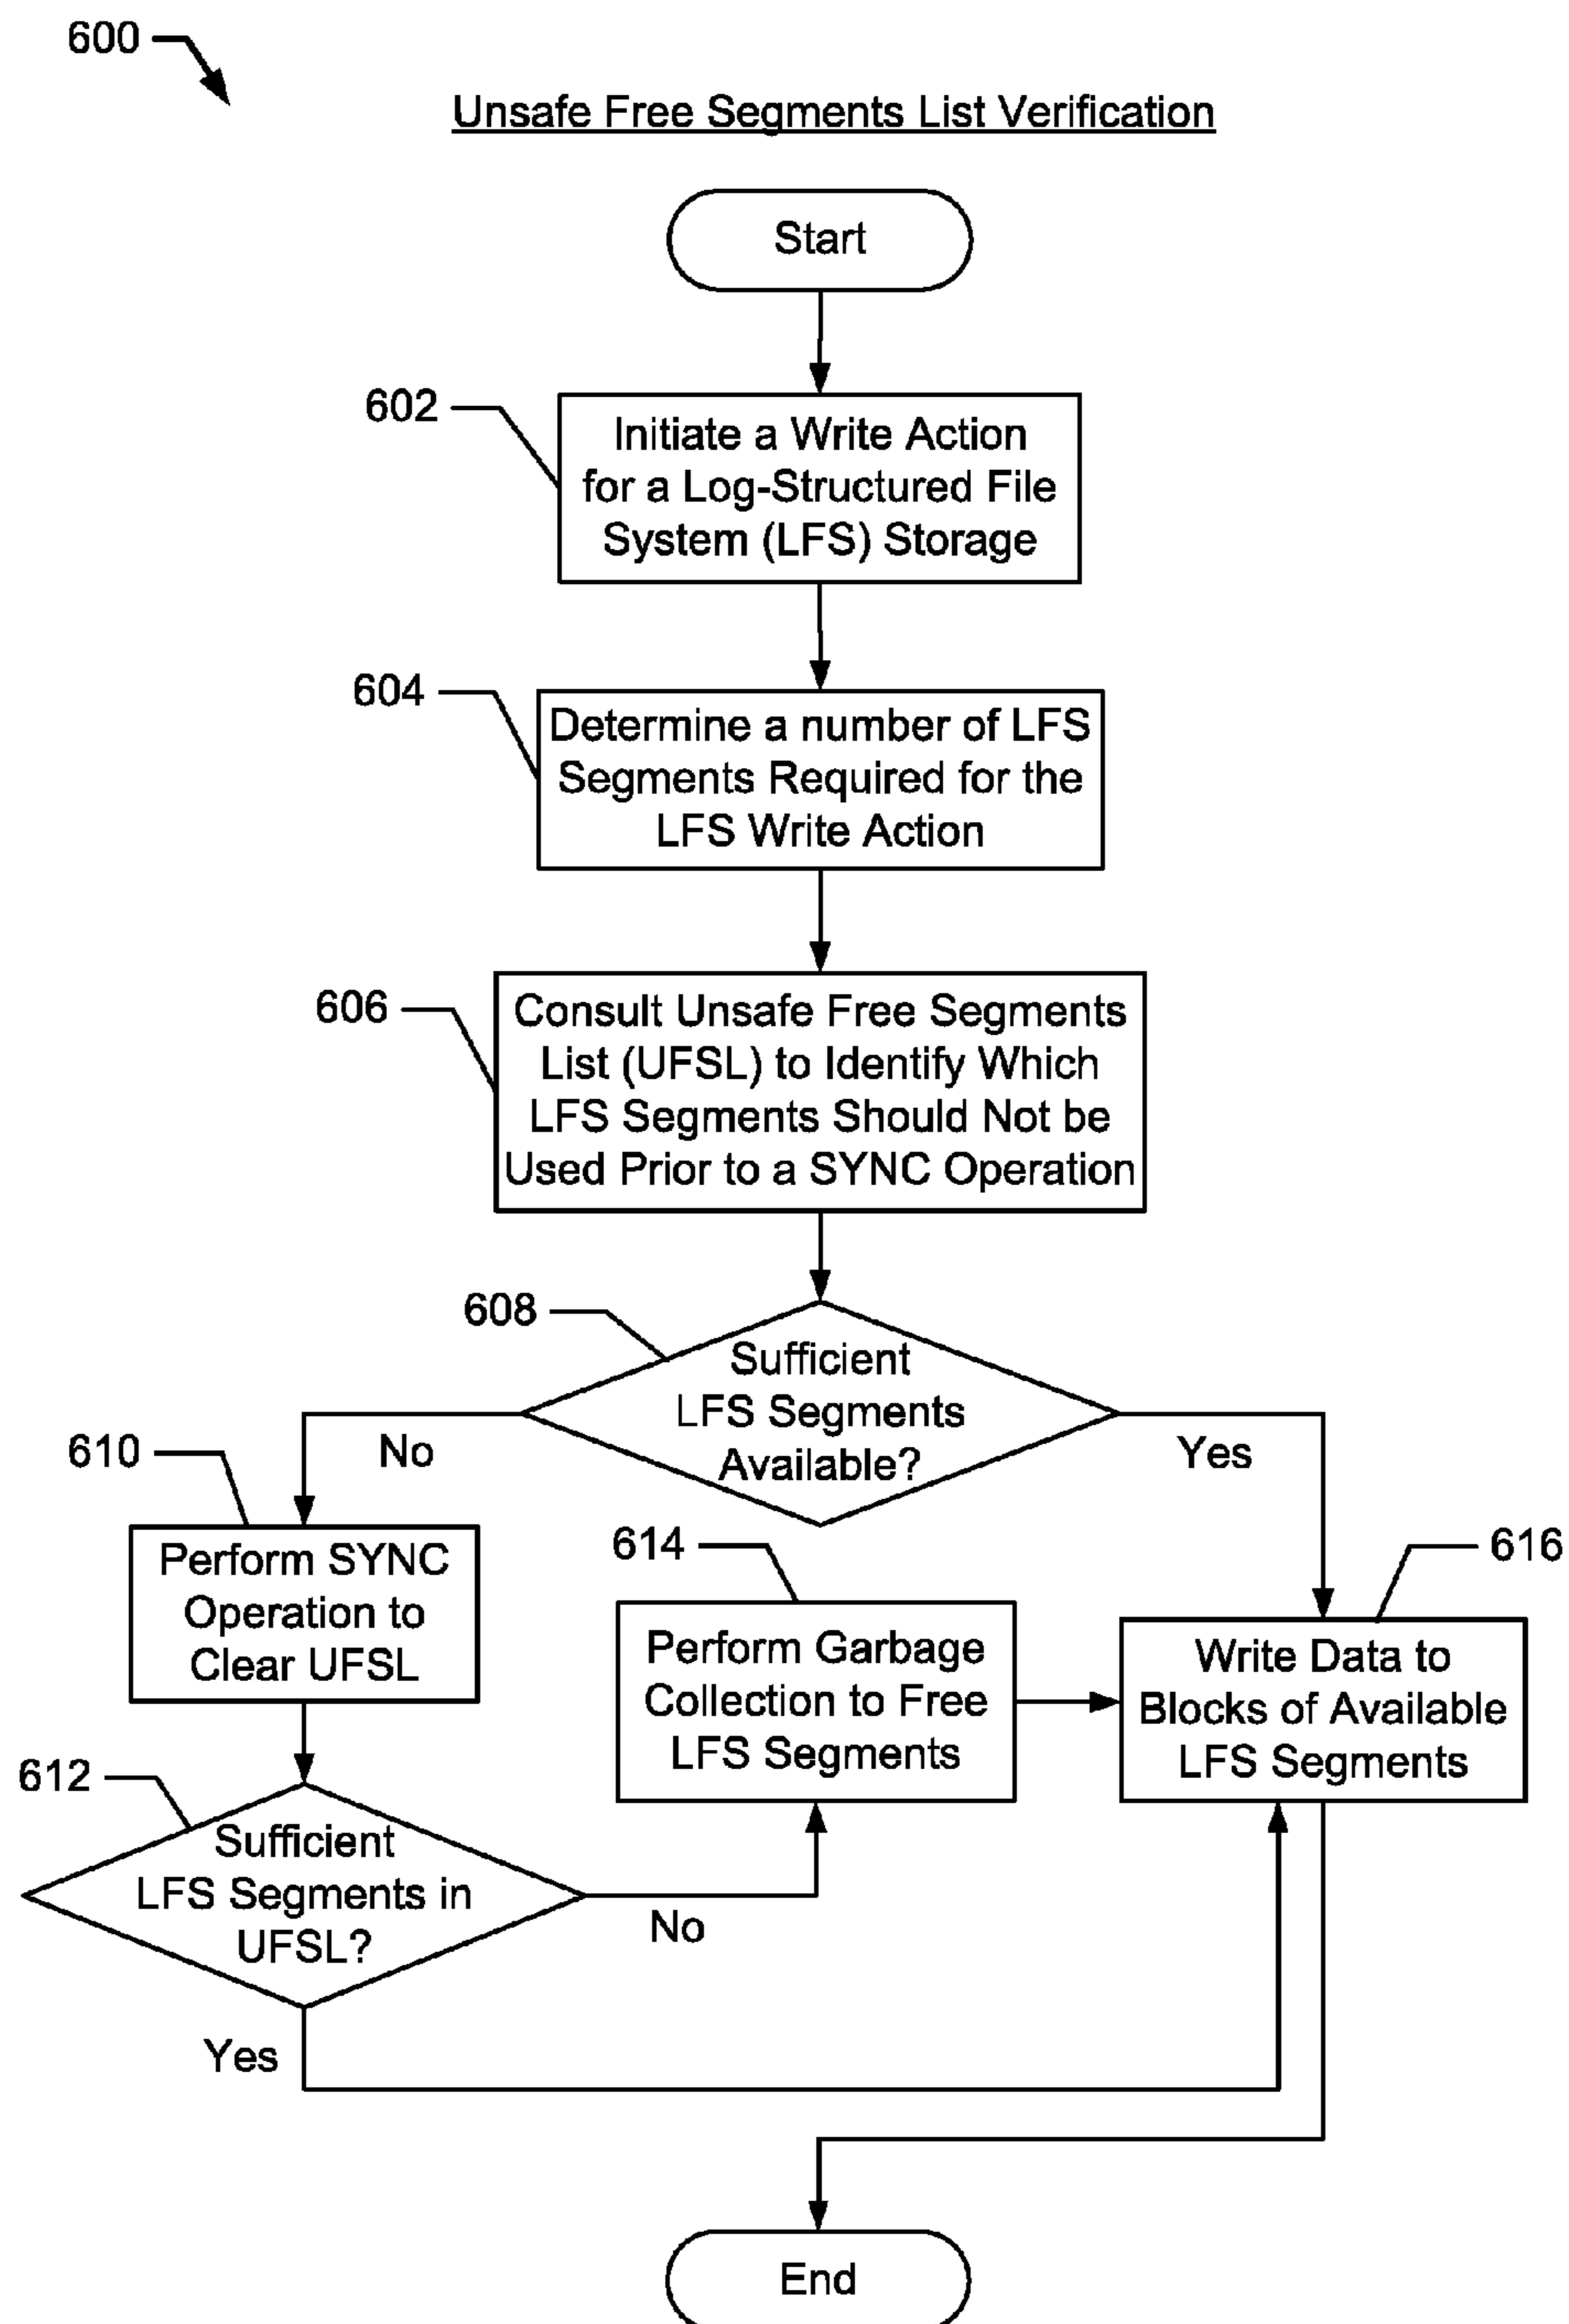 600
Unsafe Free Segments List Verification
Start
602
Initiate a Write Action
for a Log-Structured File
System (LFS) Storage
604
Determine a number of LFS
Segments Required for the
LFS Write Action
606
Consult Unsafe Free Segments
List (UFSL) to Identify Which
LFS Segments Should Not be
Used Prior to a SYNC Operation
608
Sufficient
LFS Segments
Available?
No
Yes
610
Perform SYNC
Operation to
Clear UFSL
614
Perform Garbage
Collection to Free
LFS Segments
616
Write Data to
Blocks of Available
LFS Segments
612
Sufficient
LFS Segments in
UFSL?
No
Yes
End